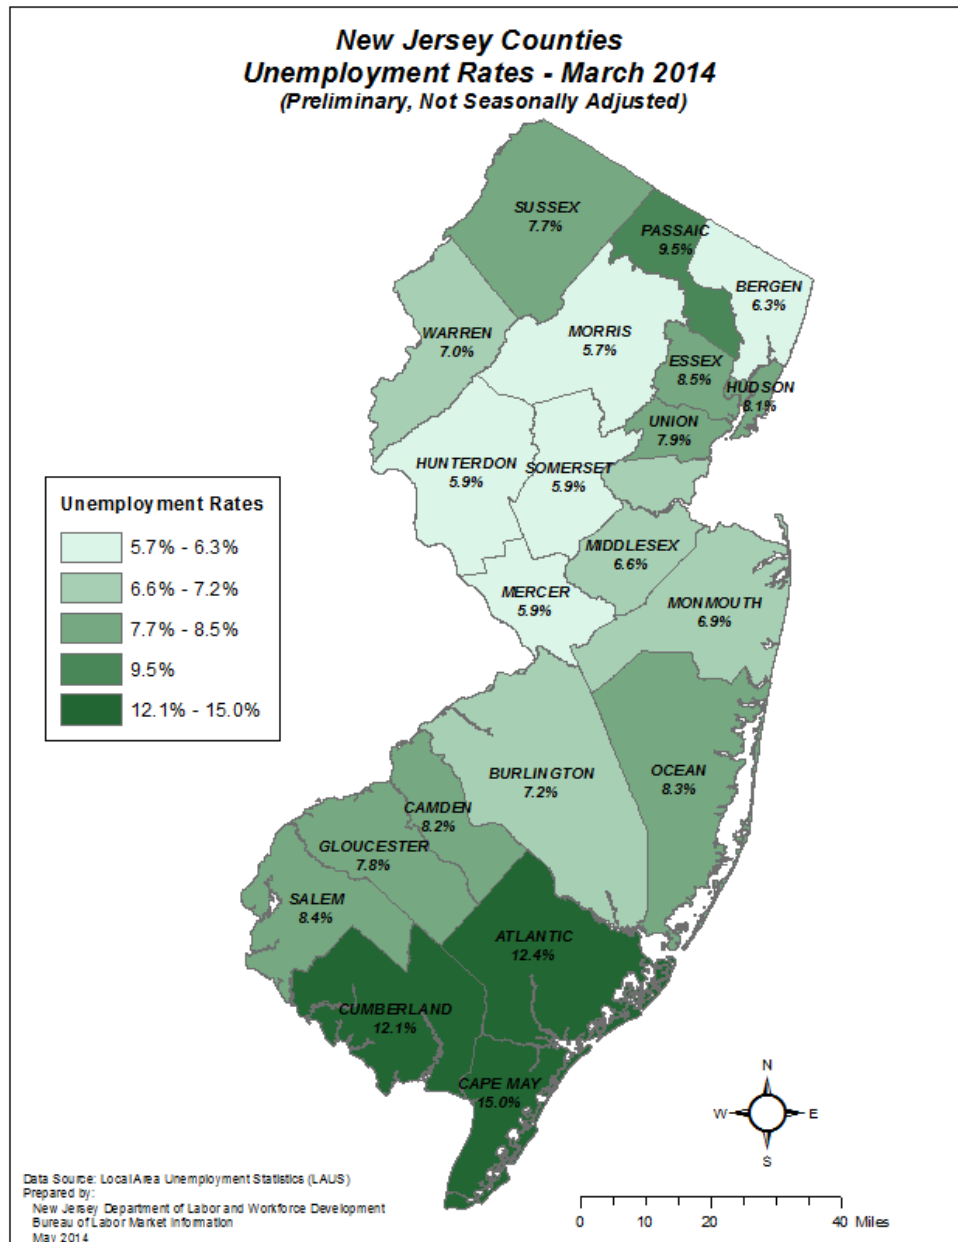 New Jersey Counties
Unemployment Rates - March 2014
(Preliminary, Not Seasonally Adjusted)
SUSSEX
7.7%
PASSAIC
9.5%
BERGEN
6.3%
WARREN
7.0%
MORRIS
5.7%
ESSEX
8.5%
HUDSON
8.1%
UNION
7.9%
HUNTERDON
5.9%
SOMERSET
5.9%
MIDDLESEX
6.6%
MERCER
5.9%
MONMOUTH
6.9%
Unemployment Rates
5.7% - 6.3%
6.6% - 7.2%
7.7% - 8.5%
9.5%
12.1% - 15.0%
BURLINGTON
7.2%
OCEAN
8.3%
CAMDEN
8.2%
GLOUCESTER
7.8%
SALEM
8.4%
ATLANTIC
12.4%
CUMBERLAND
12.1%
CAPE MAY
15.0%
N
W E
S
Data Source: Local Area Unemployment Statistics (LAUS)
Prepared by:
New Jersey Department of Labor and Workforce Development
Bureau of Labor Market Information
May 2014
0 10 20 40 Miles